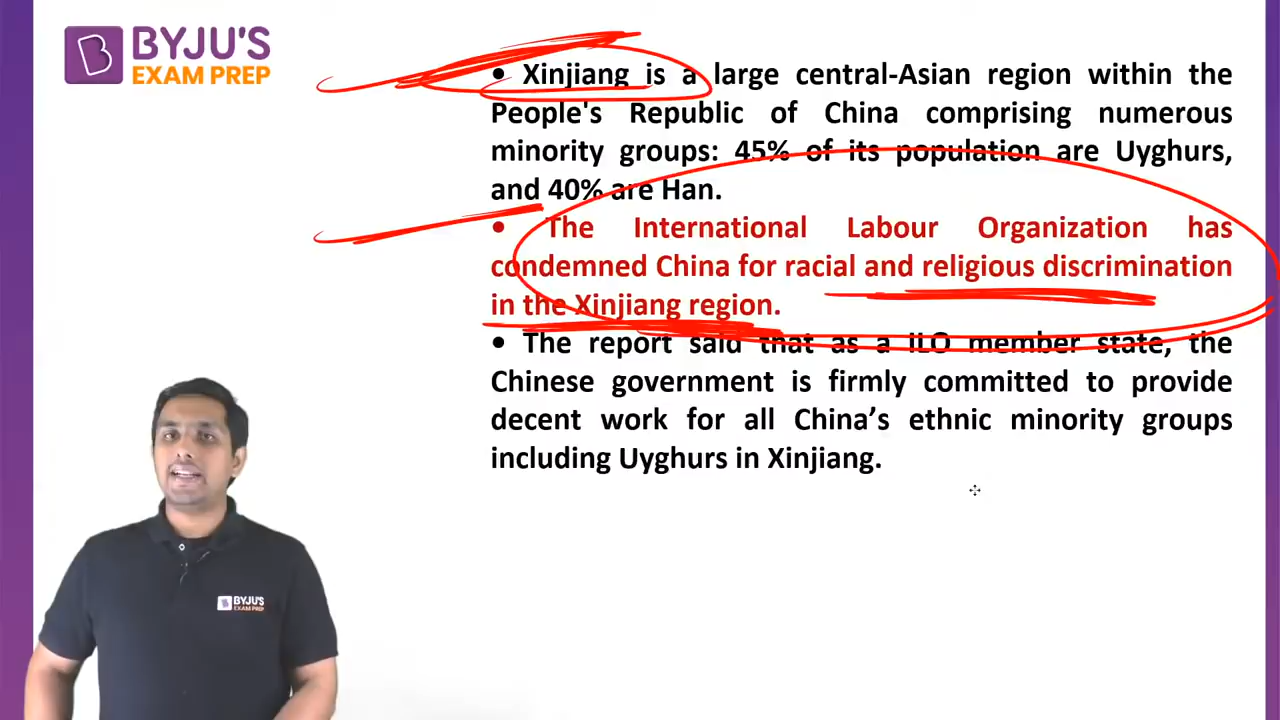 BYJU'S
EXAM PREP
• Xinjiang is a large central-Asian region within the
People's Republic of China comprising numerous
minority groups: 45% of its population are Uyghurs,
and 40% are Han.
• The International Labour Organization has
condemned China for racial and religious discrimination
in the Xinjiang region.
• The report said that as a ILO member state, the
Chinese government is firmly committed to provide
decent work for all China’s ethnic minority groups
including Uyghurs in Xinjiang.
BYJU'S
EXAM PREP